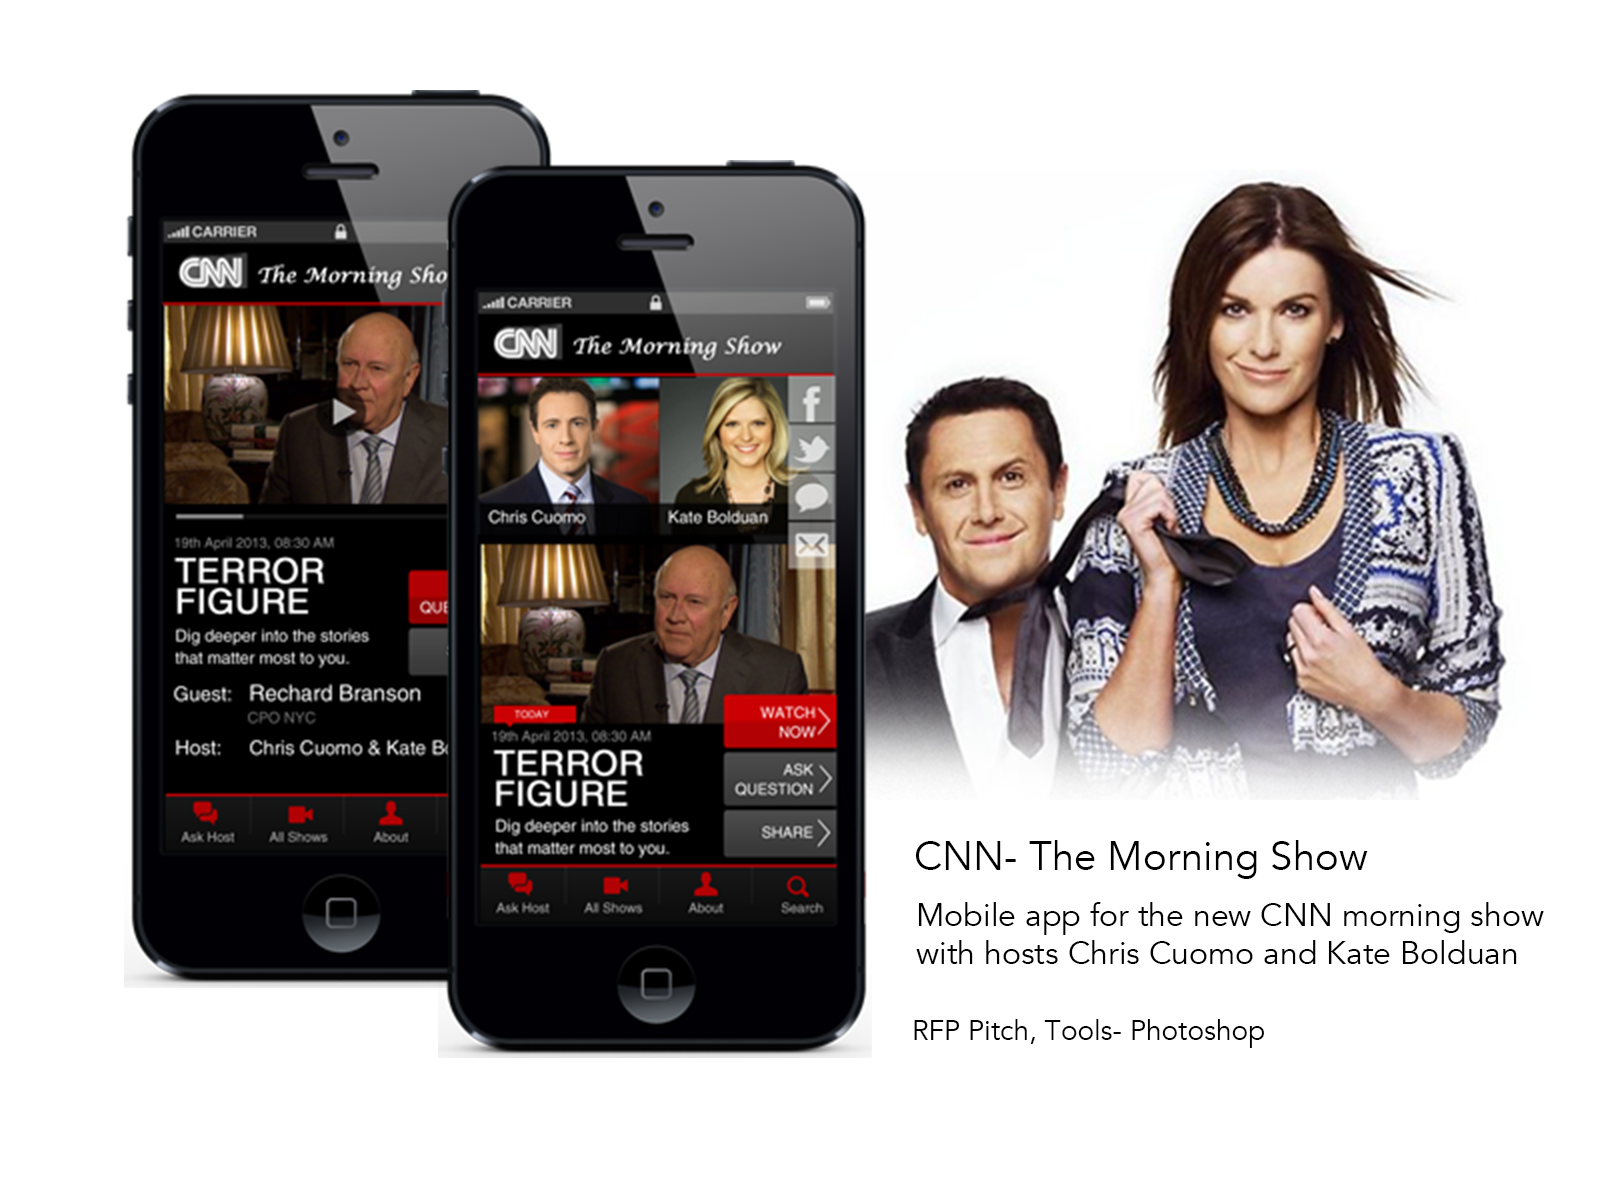 CARRIER
CNN The Morning Sho
19th April 2013, 08:30 AM
TERROR
FIGURE
QUE
Dig deeper into the stories
that matter most to you.
Guest: Rechard Branson
CPO NYC
Host: Chris Cuomo & Kate Bo
Ask Host All Shows About
CARRIER
CNN The Morning Show
Chris Cuomo Kate Bolduan
TODAY
19th April 2013, 08:30 AM
TERROR
FIGURE
Dig deeper into the stories
that matter most to you.
WATCH
NOW
ASK
QUESTION
SHARE
Ask Host All Shows About Search
CNN- The Morning Show
Mobile app for the new CNN morning show
with hosts Chris Cuomo and Kate Bolduan
RFP Pitch, Tools- Photoshop